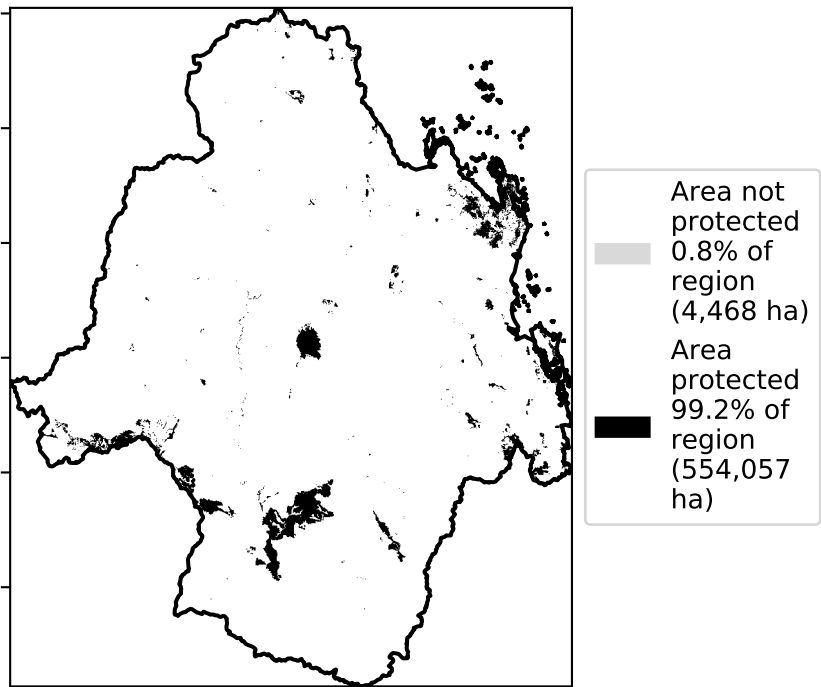 Area not
protected
0.8% of
region
(4,468 ha)
Area
protected
99.2% of
region
(554,057
ha)